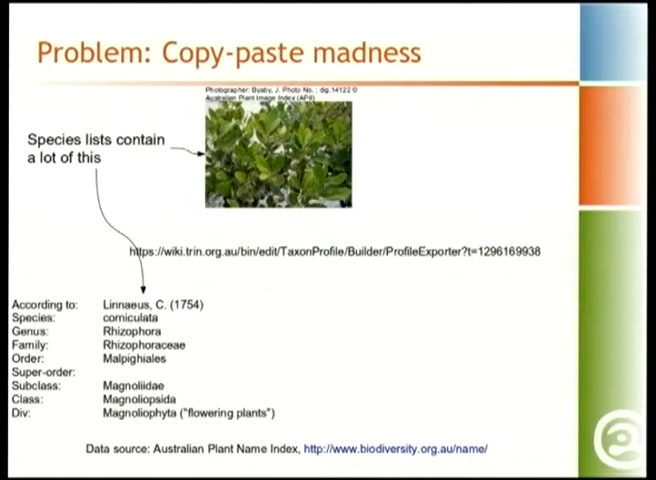 Problem: Copy-paste madness
Photographer: Busby, J. Photo No. : dig.14122 ©
Australian Plant Image Index (APII)
Species lists contain
a lot of this
https://wiki.trin.org.au/bin/edit/TaxonProfile/Builder/ProfileExporter?t=1296169938
According to: Linnaeus, C. (1754)
Species: corniculata
Genus: Rhizophora
Family: Rhizophoraceae
Order: Malpighiales
Super-order:
Subclass: Magnoliidae
Class: Magnoliopsida
Div: Magnoliophyta ("flowering plants")
Data source: Australian Plant Name Index, http://www.biodiversity.org.au/name/